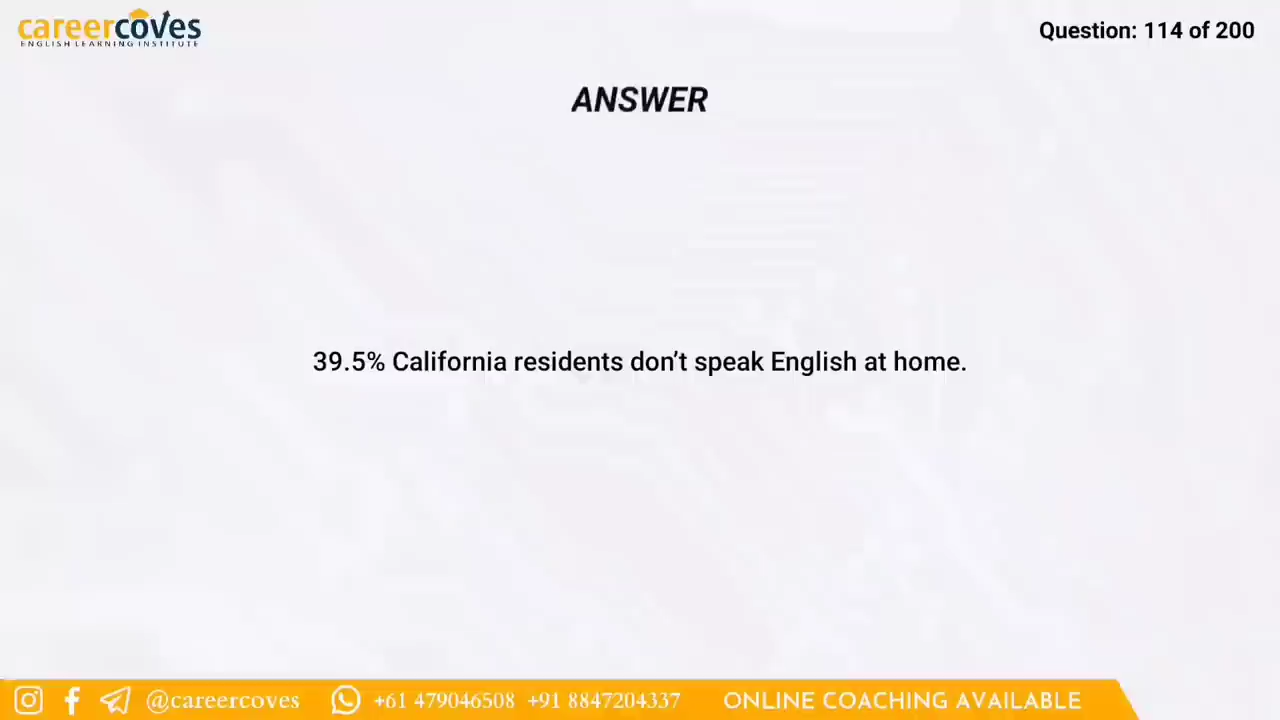 careercoves
ENGLISH LEARNING INSTITUTE
Question: 114 of 200
ANSWER
39.5% California residents don’t speak English at home.
@careercoves +61 479046508 +91 8847204337 ONLINE COACHING AVAILABLE